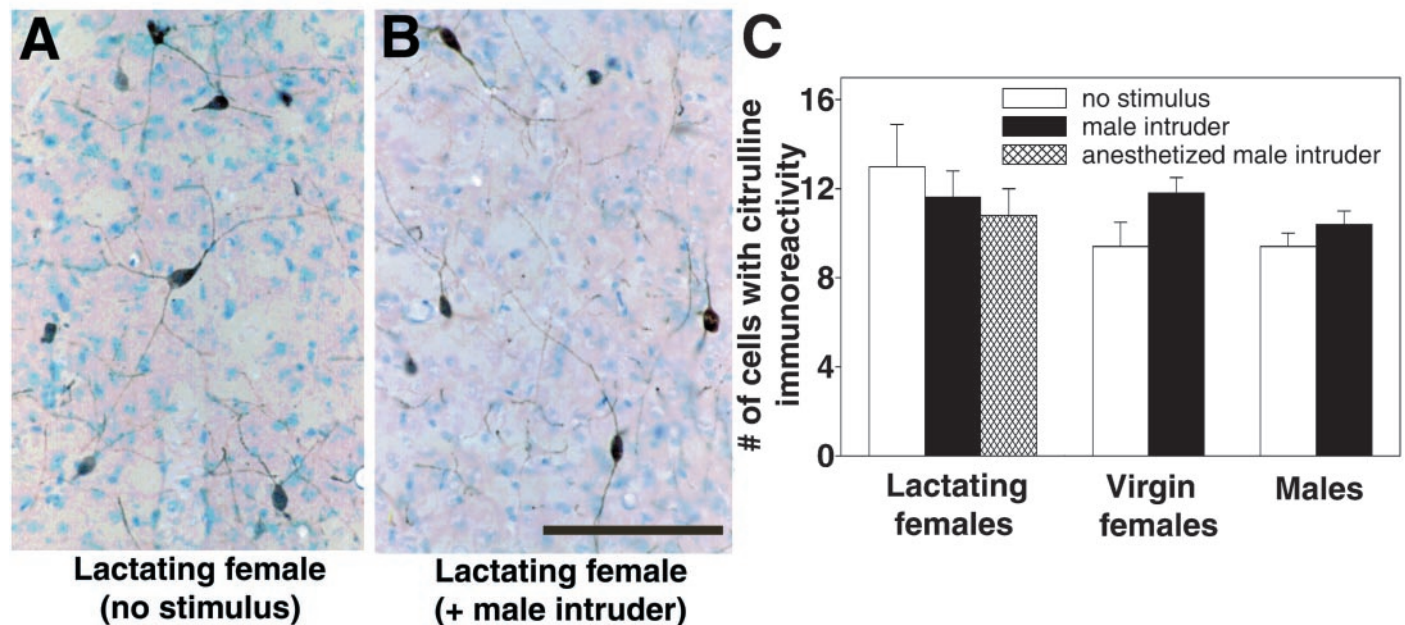 A
B
C
Lactating female
(no stimulus)
Lactating female
(+ male intruder)
# of cells with citrulline
immunoreactivity
16
12
8
4
0
no stimulus
male intruder
anesthetized male intruder
Lactating
females
Virgin
females
Males